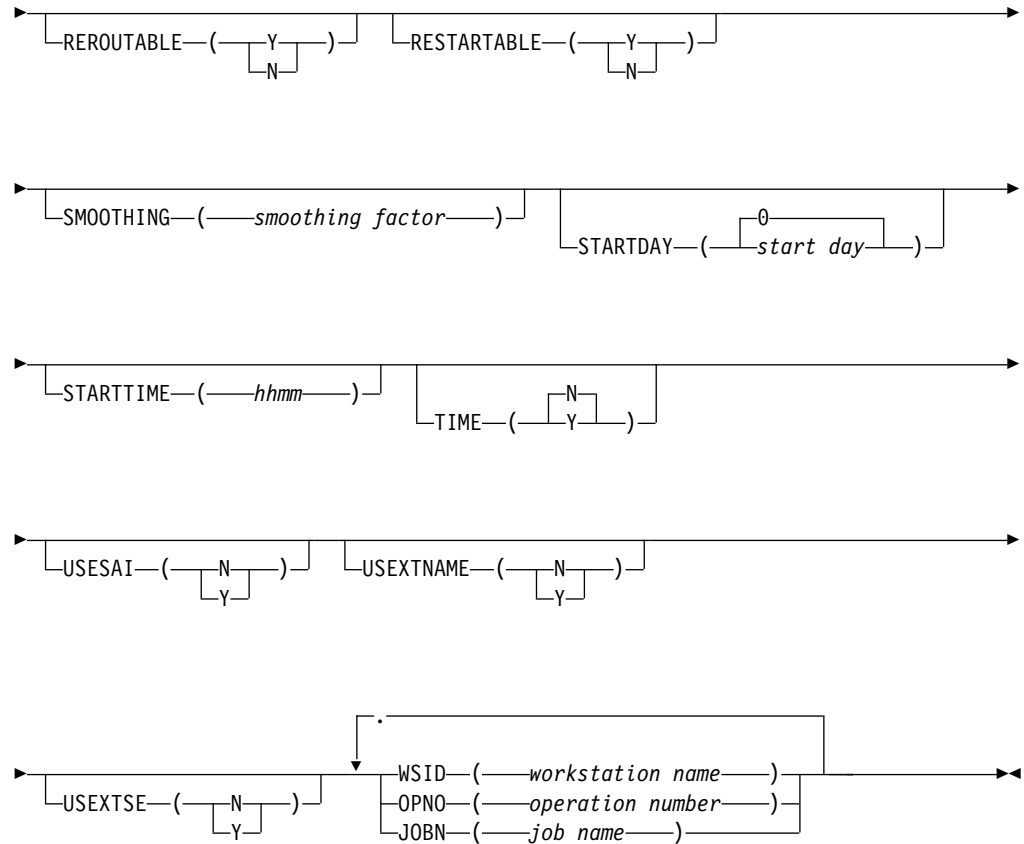 REROUTABLE ( Y ) RESTARTABLE ( Y )
N N
SMOOTHING ( smoothing factor ) 0
STARTDAY ( start day )
STARTTIME ( hhmm ) N
TIME ( Y )
USESAI ( N ) USEXTNAME ( N )
Y Y
.
WSID ( workstation name )
USEXTSE ( N ) OPNO ( operation number )
Y JOBN ( job name )